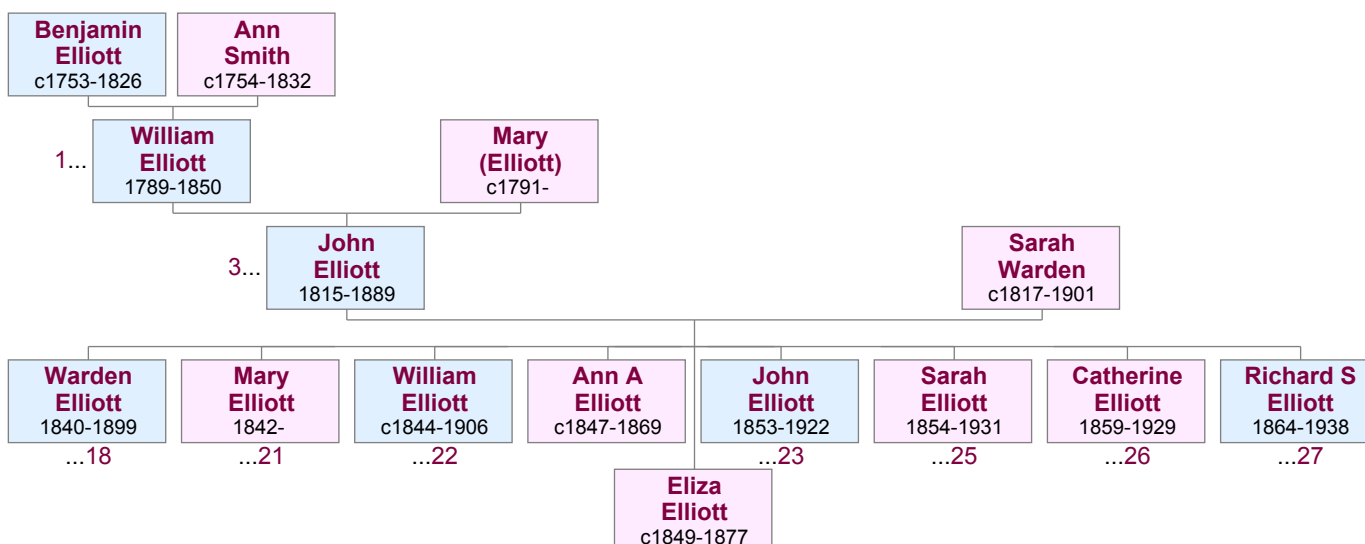 Benjamin
Elliott
c1753-1826
Ann
Smith
c1754-1832
1...
William
Elliott
1789-1850
Mary
(Elliott)
c1791-
3...
John
Elliott
1815-1889
Sarah
Warden
c1817-1901
Warden
Elliott
1840-1899
...18
Mary
Elliott
1842-
...21
William
Elliott
c1844-1906
...22
Ann A
Elliott
c1847-1869
John
Elliott
1853-1922
...23
Sarah
Elliott
1854-1931
...25
Catherine
Elliott
1859-1929
...26
Richard S
Elliott
1864-1938
...27
Eliza
Elliott
c1849-1877